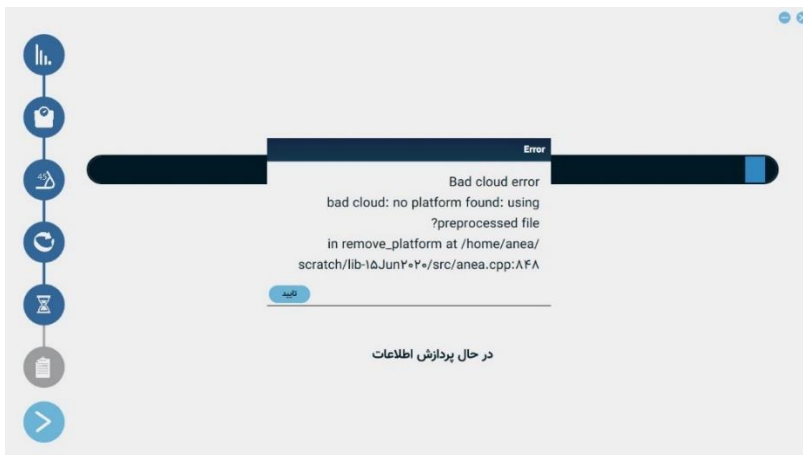 45
Error
Bad cloud error
bad cloud: no platform found: using
?preprocessed file
in remove_platform at /home/anea/
scratch/lib-۱۵Jun۲۰۲۰/src/anea.cpp:۸۴۸
تایید
در حال پردازش اطلاعات